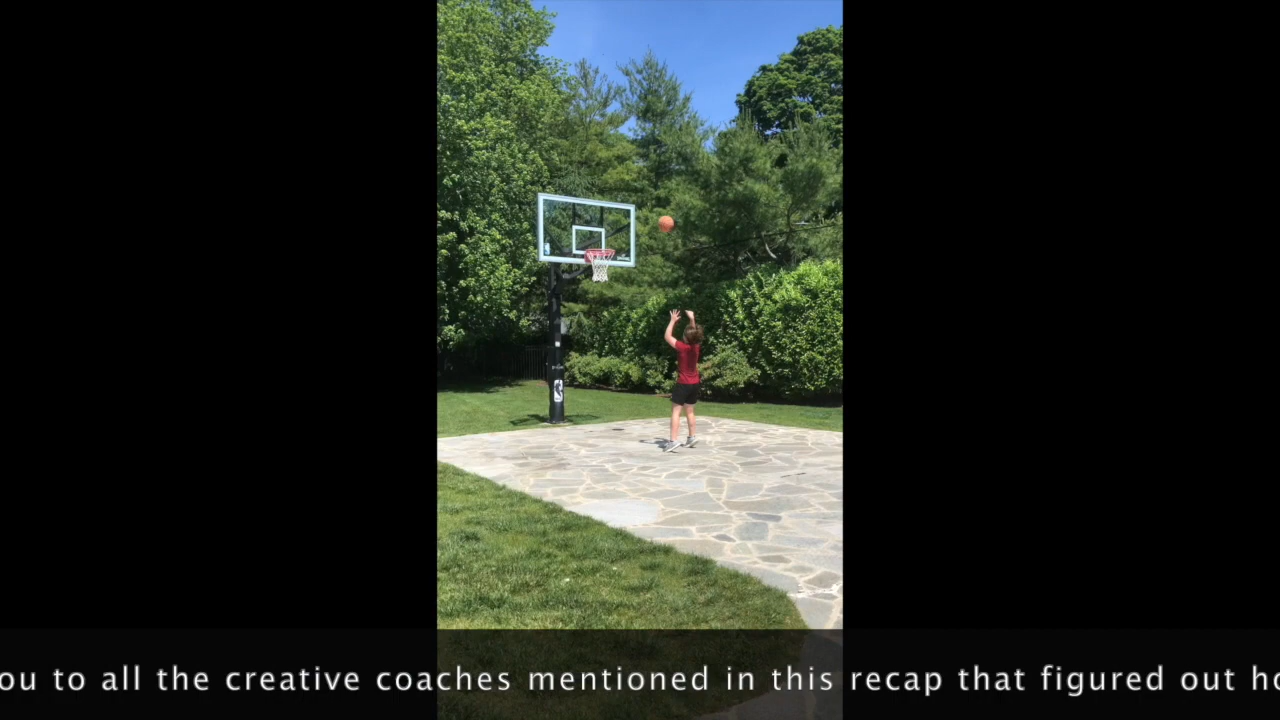 ou to all the creative coaches mentioned in this recap that figured out ho